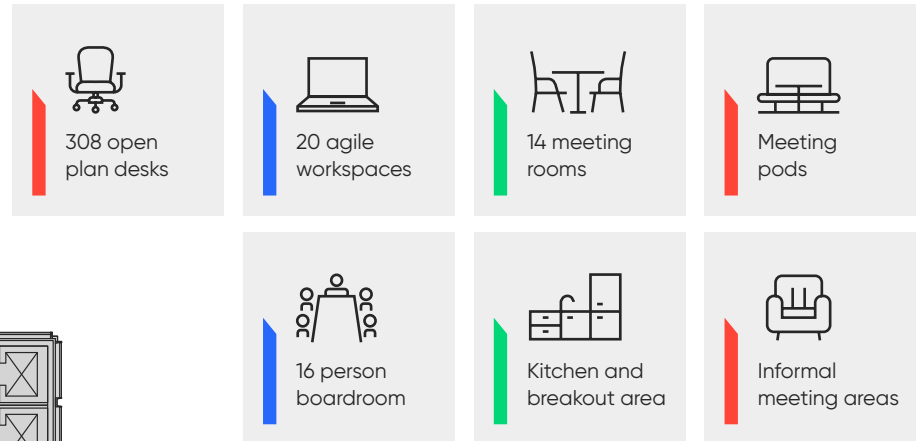 308 open
plan desks
20 agile
workspaces
14 meeting
rooms
Meeting
pods
16 person
boardroom
Kitchen and
breakout area
Informal
meeting areas